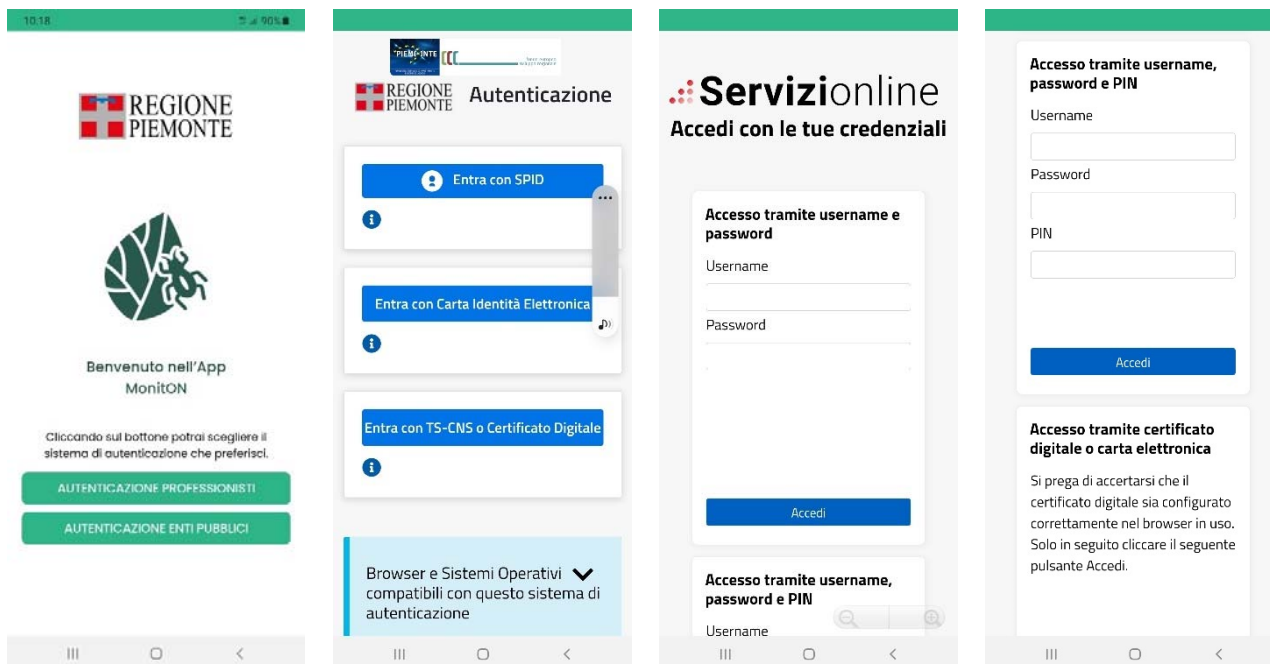 10.18
90%
REGIONE
PIEMONTE
Benvenuto nell'App
MonitON
Cliccando sul bottone potrai scegliere il
sistema di autenticazione che preferisci.
AUTENTICAZIONE PROFESSIONISTI
AUTENTICAZIONE ENTI PUBBLICI
PIEMONTE
REGIONE
PIEMONTE
Autenticazione
Entra con SPID
Entra con Carta Identità Elettronica
Entra con TS-CNS o Certificato Digitale
Browser e Sistemi Operativi
compatibili con questo sistema di
autenticazione
Servizionline
Accedi con le tue credenziali
Accesso tramite username e
password
Username
Password
Accedi
Accesso tramite username,
password e PIN
Username
Accesso tramite username,
password e PIN
Username
Password
PIN
Accedi
Accesso tramite certificato
digitale o carta elettronica
Si prega di accertarsi che il
certificato digitale sia configurato
correttamente nel browser in uso.
Solo in seguito cliccare il seguente
pulsante Accedi.